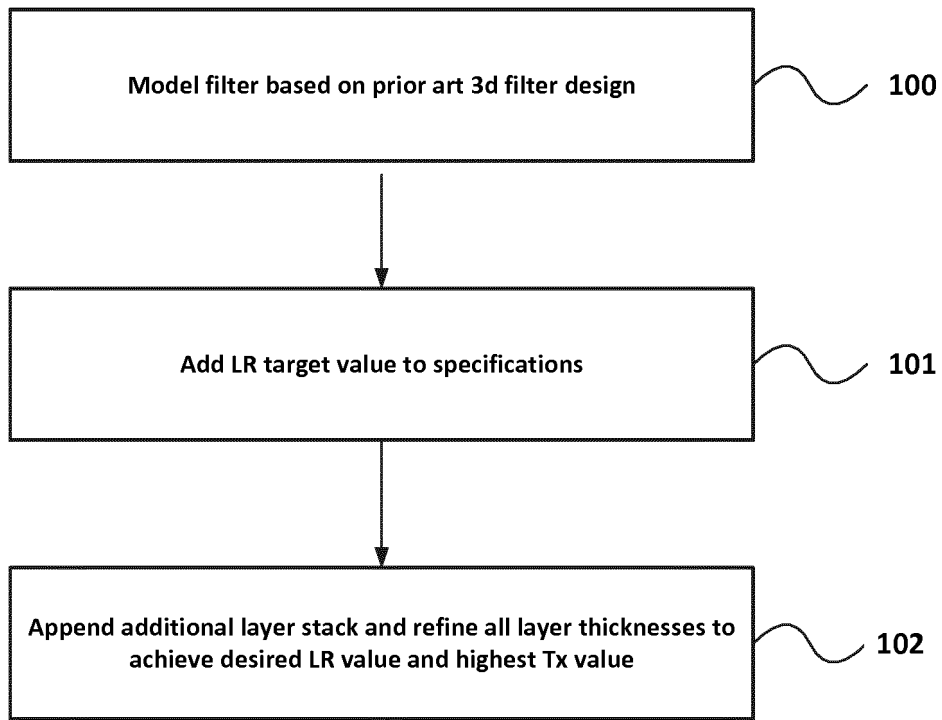 Model filter based on prior art 3d filter design
100
Add LR target value to specifications
101
Append additional layer stack and refine all layer thicknesses to
achieve desired LR value and highest Tx value
102